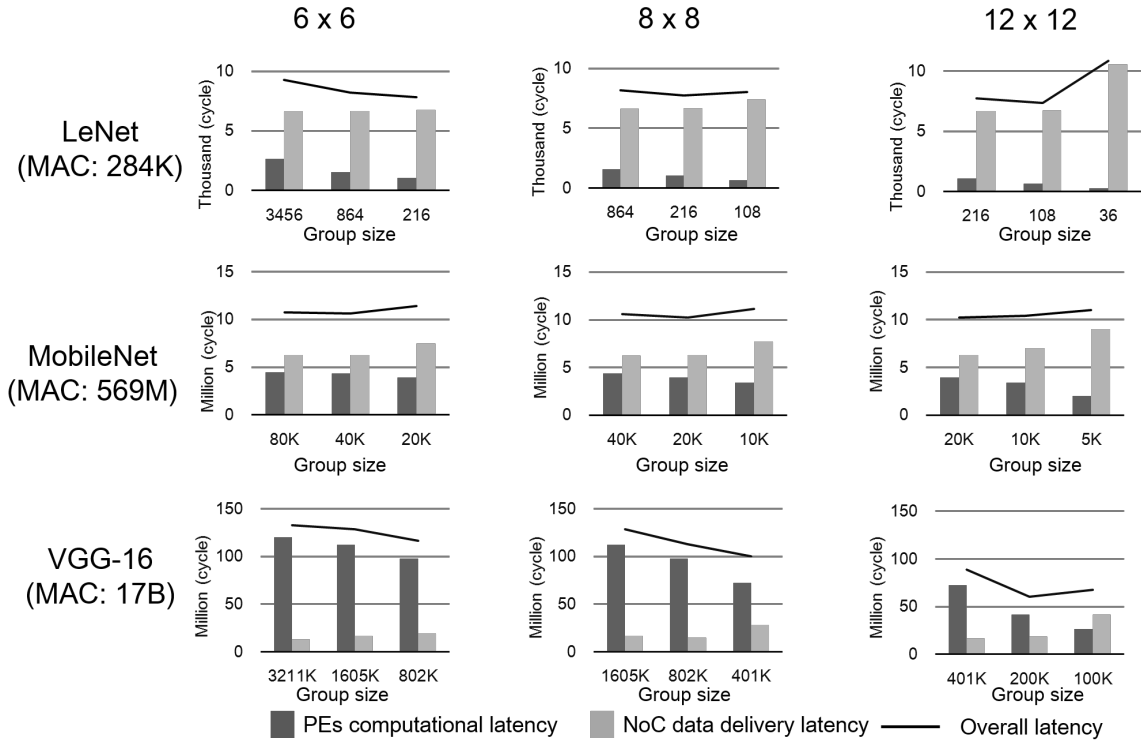 6 x 6
8 x 8
12 x 12
LeNet
(MAC: 284K)
Thousand (cycle)
10
5
0
3456 864 216
Group size
Thousand (cycle)
10
5
0
864 216 108
Group size
Thousand (cycle)
10
5
0
216 108 36
Group size
MobileNet
(MAC: 569M)
Million (cycle)
15
10
5
0
80K 40K 20K
Group size
Million (cycle)
15
10
5
0
40K 20K 10K
Group size
Million (cycle)
15
10
5
0
20K 10K 5K
Group size
VGG-16
(MAC: 17B)
Million (cycle)
150
100
50
0
3211K 1605K 802K
Group size
Million (cycle)
150
100
50
0
1605K 802K 401K
Group size
Million (cycle)
150
100
50
0
401K 200K 100K
Group size
PEs computational latency
NoC data delivery latency
Overall latency